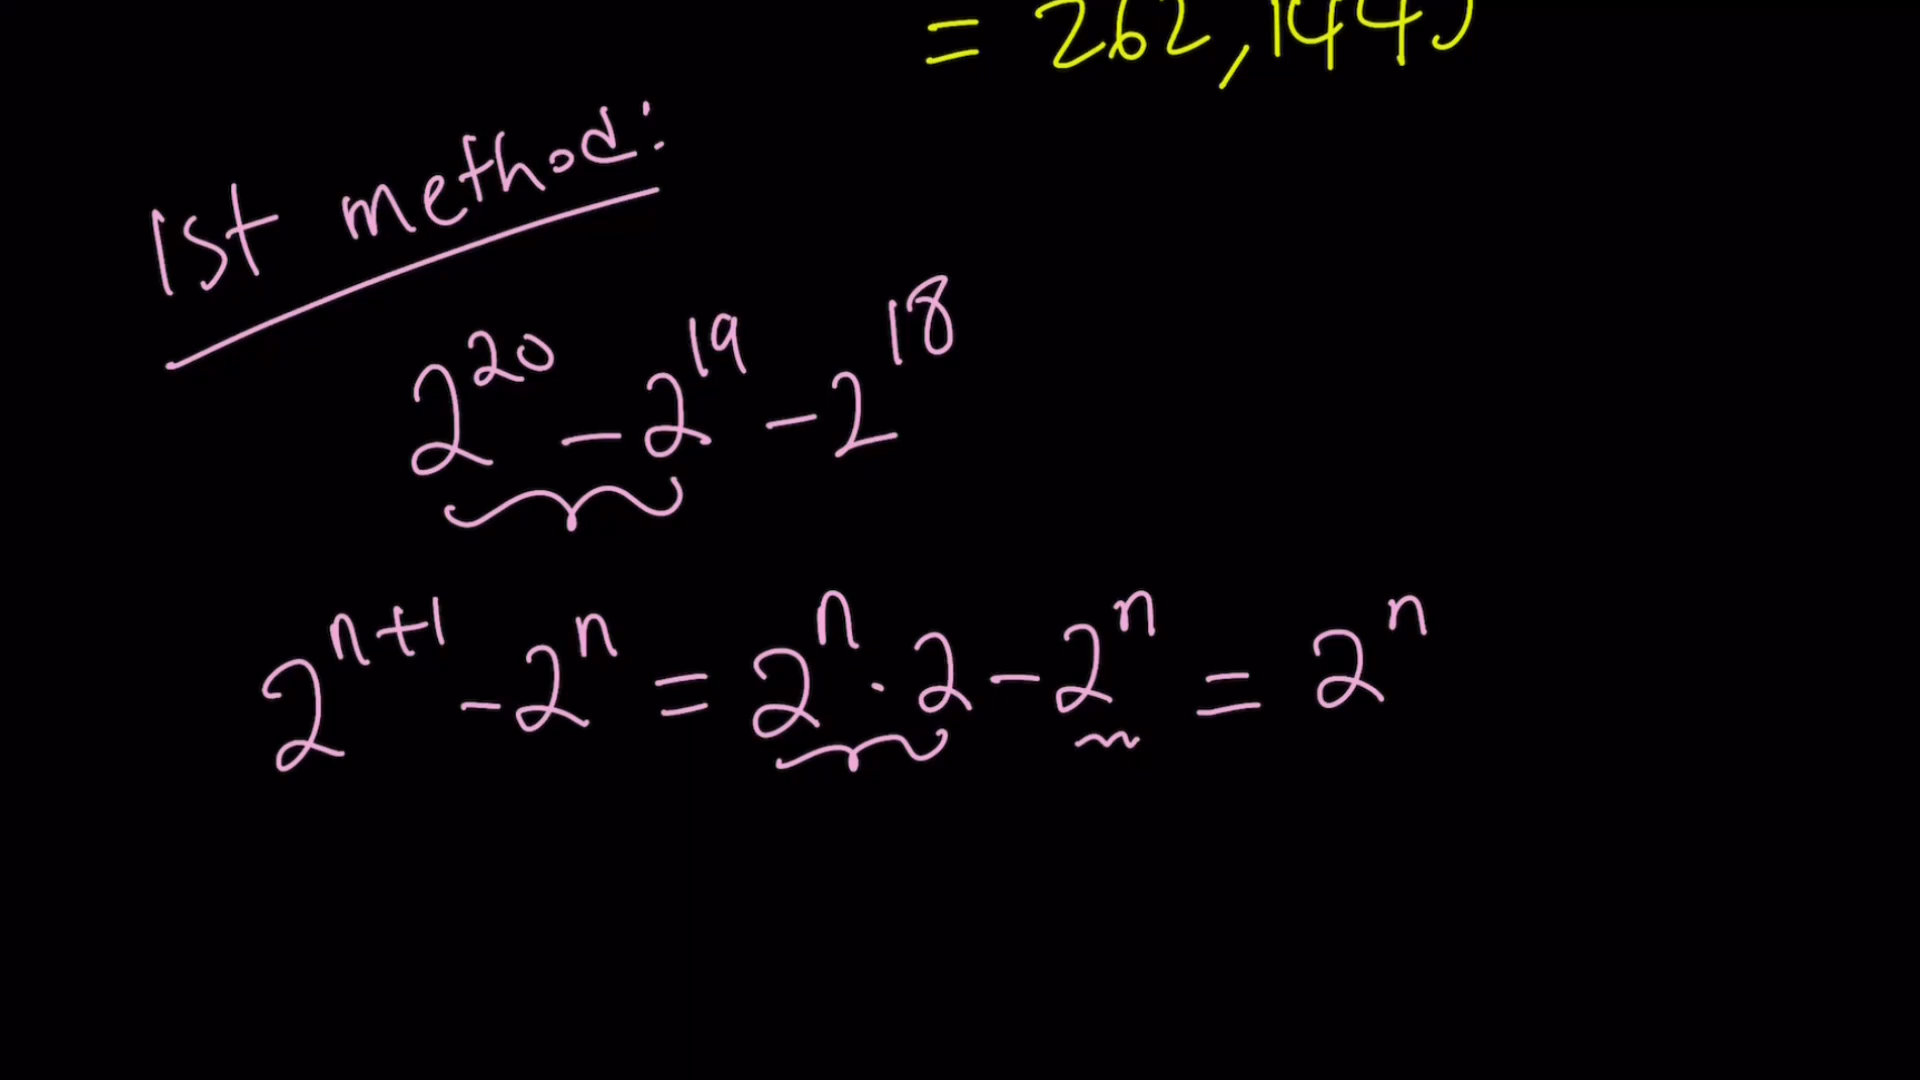 = 262,144)
1st method:
2^20 - 2^19 - 2^18
2^(n+1) - 2^n = 2^n · 2 - 2^n = 2^n